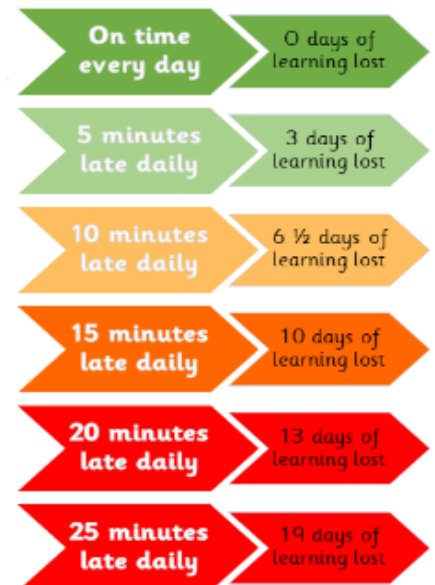 On time
every day
0 days of
learning lost
5 minutes
late daily
3 days of
learning lost
10 minutes
late daily
6 ½ days of
learning lost
15 minutes
late daily
10 days of
learning lost
20 minutes
late daily
13 days of
learning lost
25 minutes
late daily
19 days of
learning lost